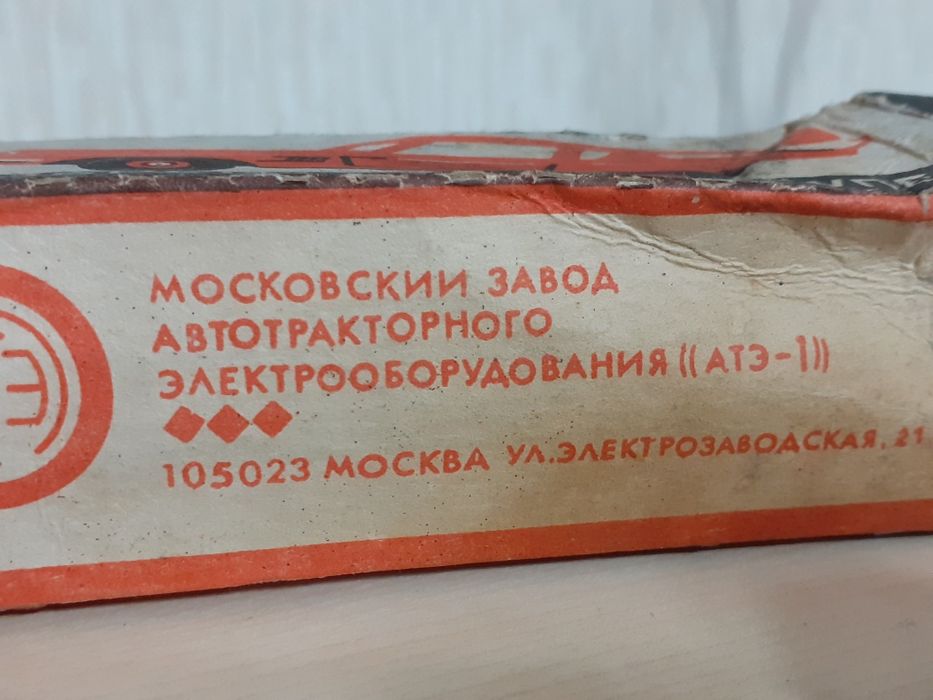 МОСКОВСКИИ ЗАВОД
АВТОТРАКТОРНОГО
ЭЛЕКТРООБОРУДОВАНИЯ ((АТЭ-1))
105023 МОСКВА УЛ.ЭЛЕКТРОЗАВОДСКАЯ, 21